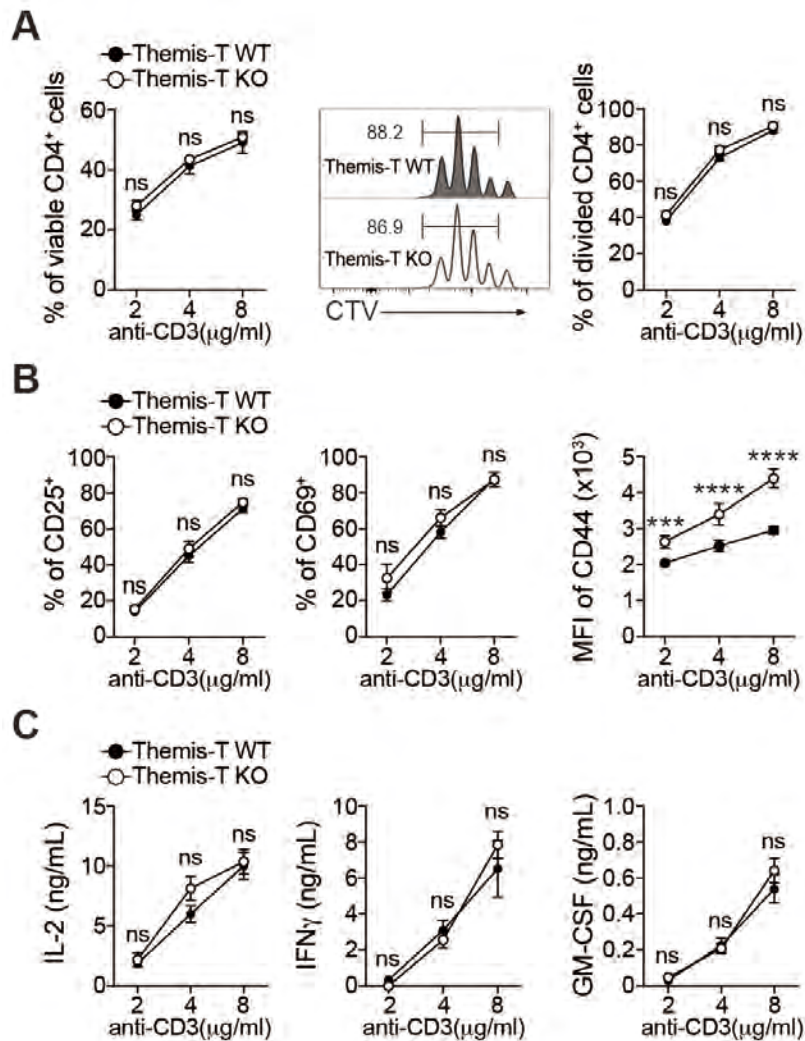 A
Themis-T WT
Themis-T KO
% of viable CD4⁺ cells
60
40
20
0
ns
ns
ns
2 4 8
anti-CD3(µg/ml)
88.2
Themis-T WT
86.9
Themis-T KO
CTV
% of divided CD4⁺ cells
100
80
60
40
20
0
ns
ns
ns
2 4 8
anti-CD3(µg/ml)
B
Themis-T WT
Themis-T KO
% of CD25⁺
100
80
60
40
20
0
ns
ns
ns
2 4 8
anti-CD3(µg/ml)
% of CD69⁺
100
80
60
40
20
0
ns
ns
ns
2 4 8
anti-CD3(µg/ml)
MFI of CD44 (x10³)
5
4
3
2
1
0
***
****
****
2 4 8
anti-CD3(µg/ml)
C
Themis-T WT
Themis-T KO
IL-2 (ng/mL)
15
10
5
0
ns
ns
ns
2 4 8
anti-CD3(µg/ml)
IFNγ (ng/mL)
10
8
6
4
2
0
ns
ns
ns
2 4 8
anti-CD3(µg/ml)
GM-CSF (ng/mL)
1.0
0.8
0.6
0.4
0.2
0
ns
ns
ns
2 4 8
anti-CD3(µg/ml)